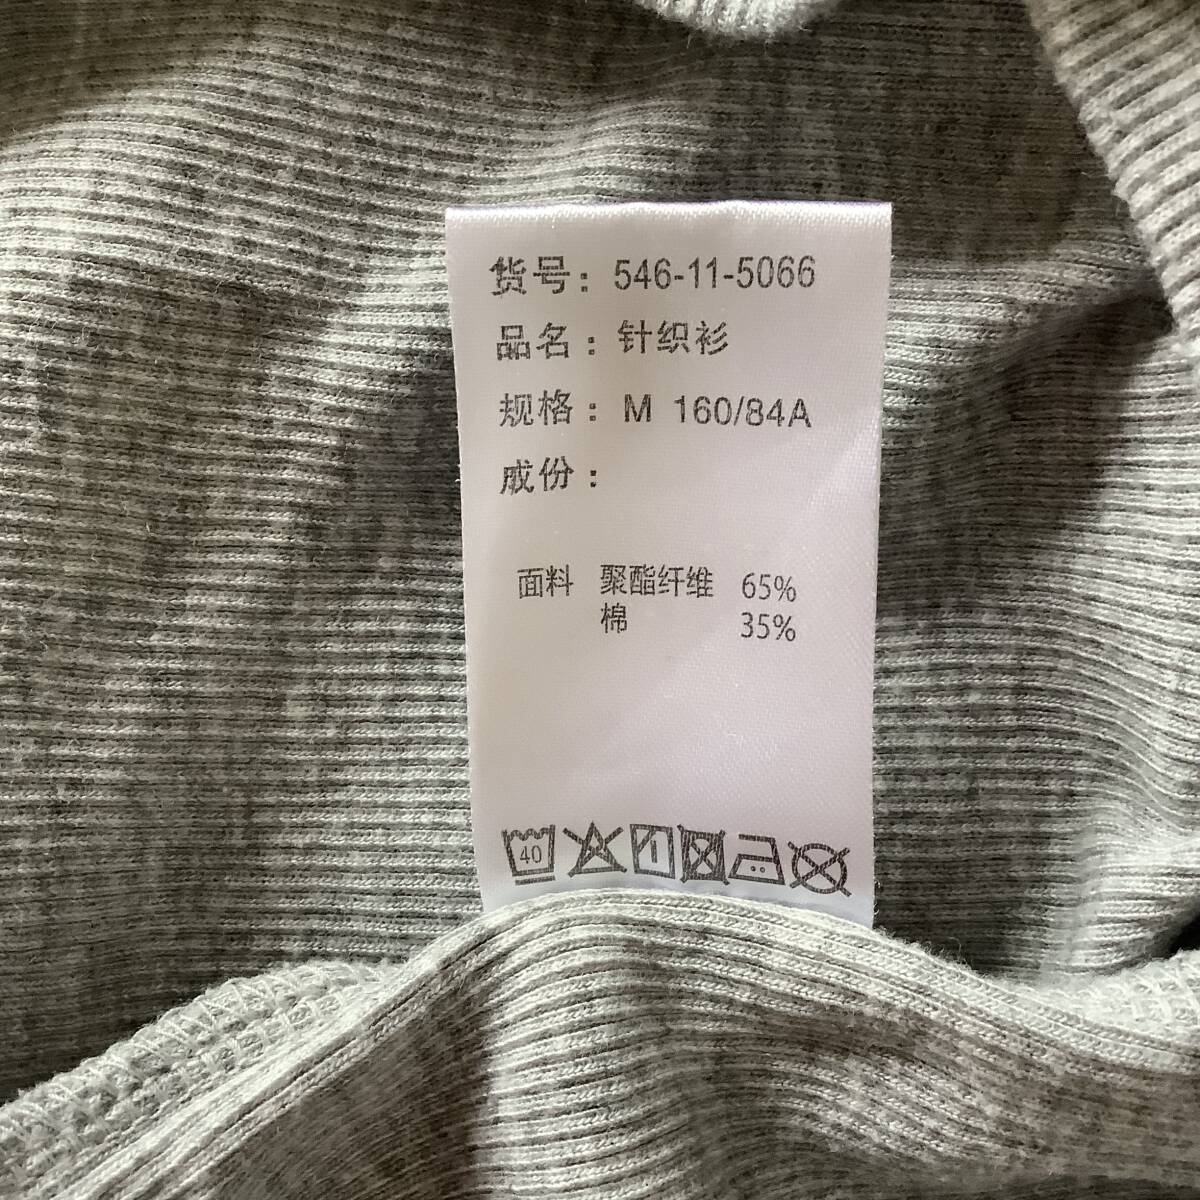 货号：546-11-5066
品名：针织衫
规格：M 160/84A
成份：
面料 聚酯纤维 65%
棉 35%
40